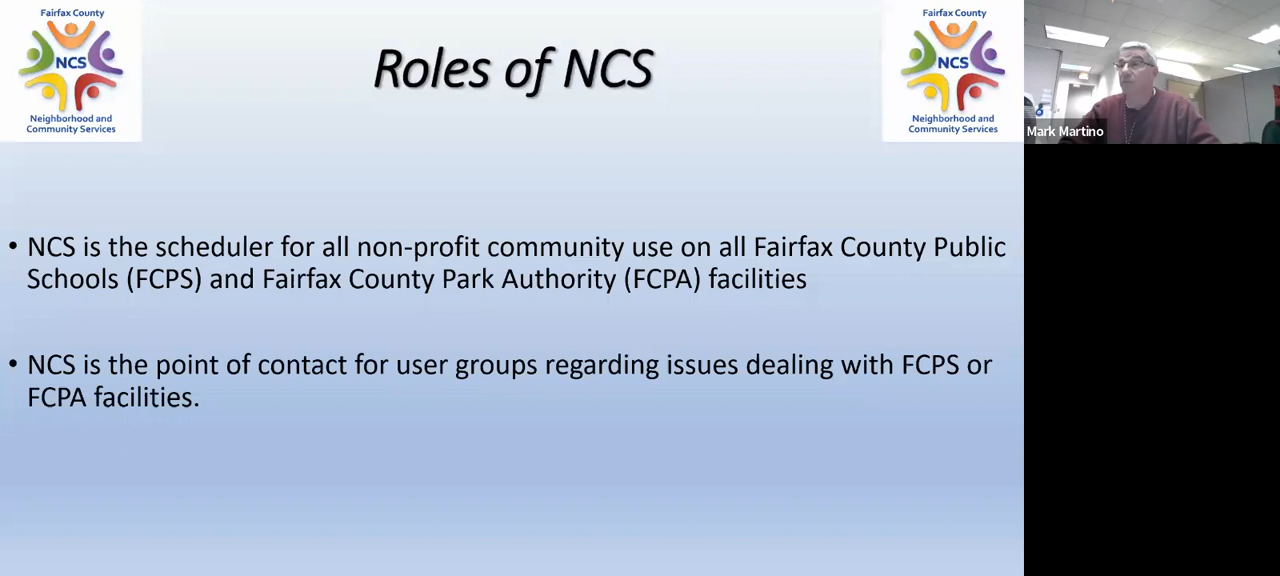 Fairfax County
NCS
Neighborhood and
Community Services
Roles of NCS
Fairfax County
NCS
Neighborhood and
Community Services
Mark Martino
• NCS is the scheduler for all non-profit community use on all Fairfax County Public
Schools (FCPS) and Fairfax County Park Authority (FCPA) facilities
• NCS is the point of contact for user groups regarding issues dealing with FCPS or
FCPA facilities.